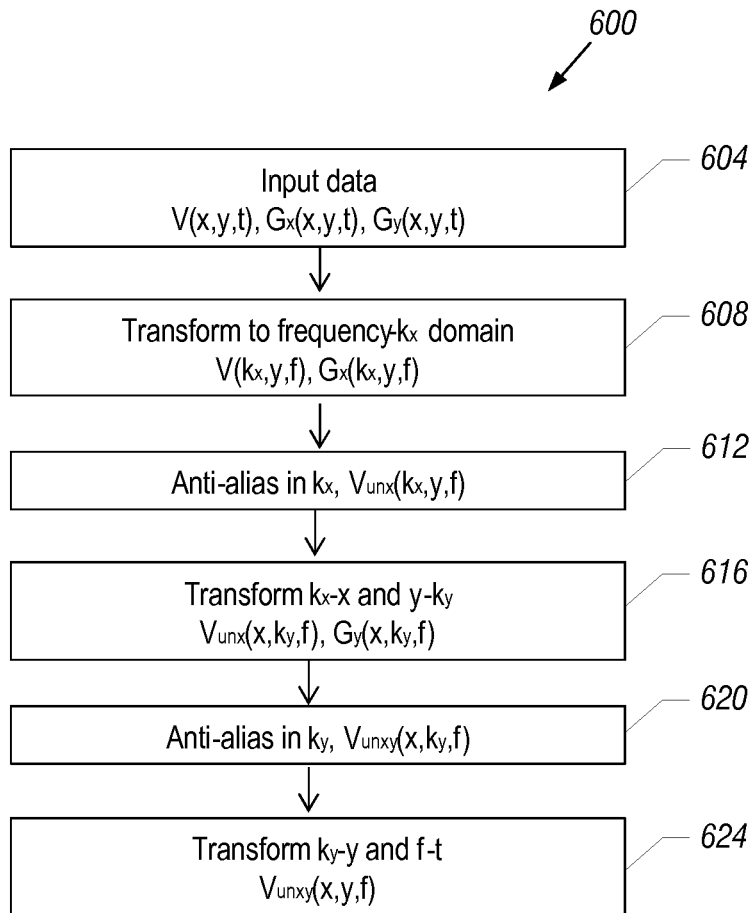 600
Input data
V(x,y,t), Gx(x,y,t), Gy(x,y,t)
604
Transform to frequency-kx domain
V(kx,y,f), Gx(kx,y,f)
608
Anti-alias in kx, Vunx(kx,y,f)
612
Transform kx-x and y-ky
Vunx(x,ky,f), Gy(x,ky,f)
616
Anti-alias in ky, Vunxy(x,ky,f)
620
Transform ky-y and f-t
Vunxy(x,y,f)
624